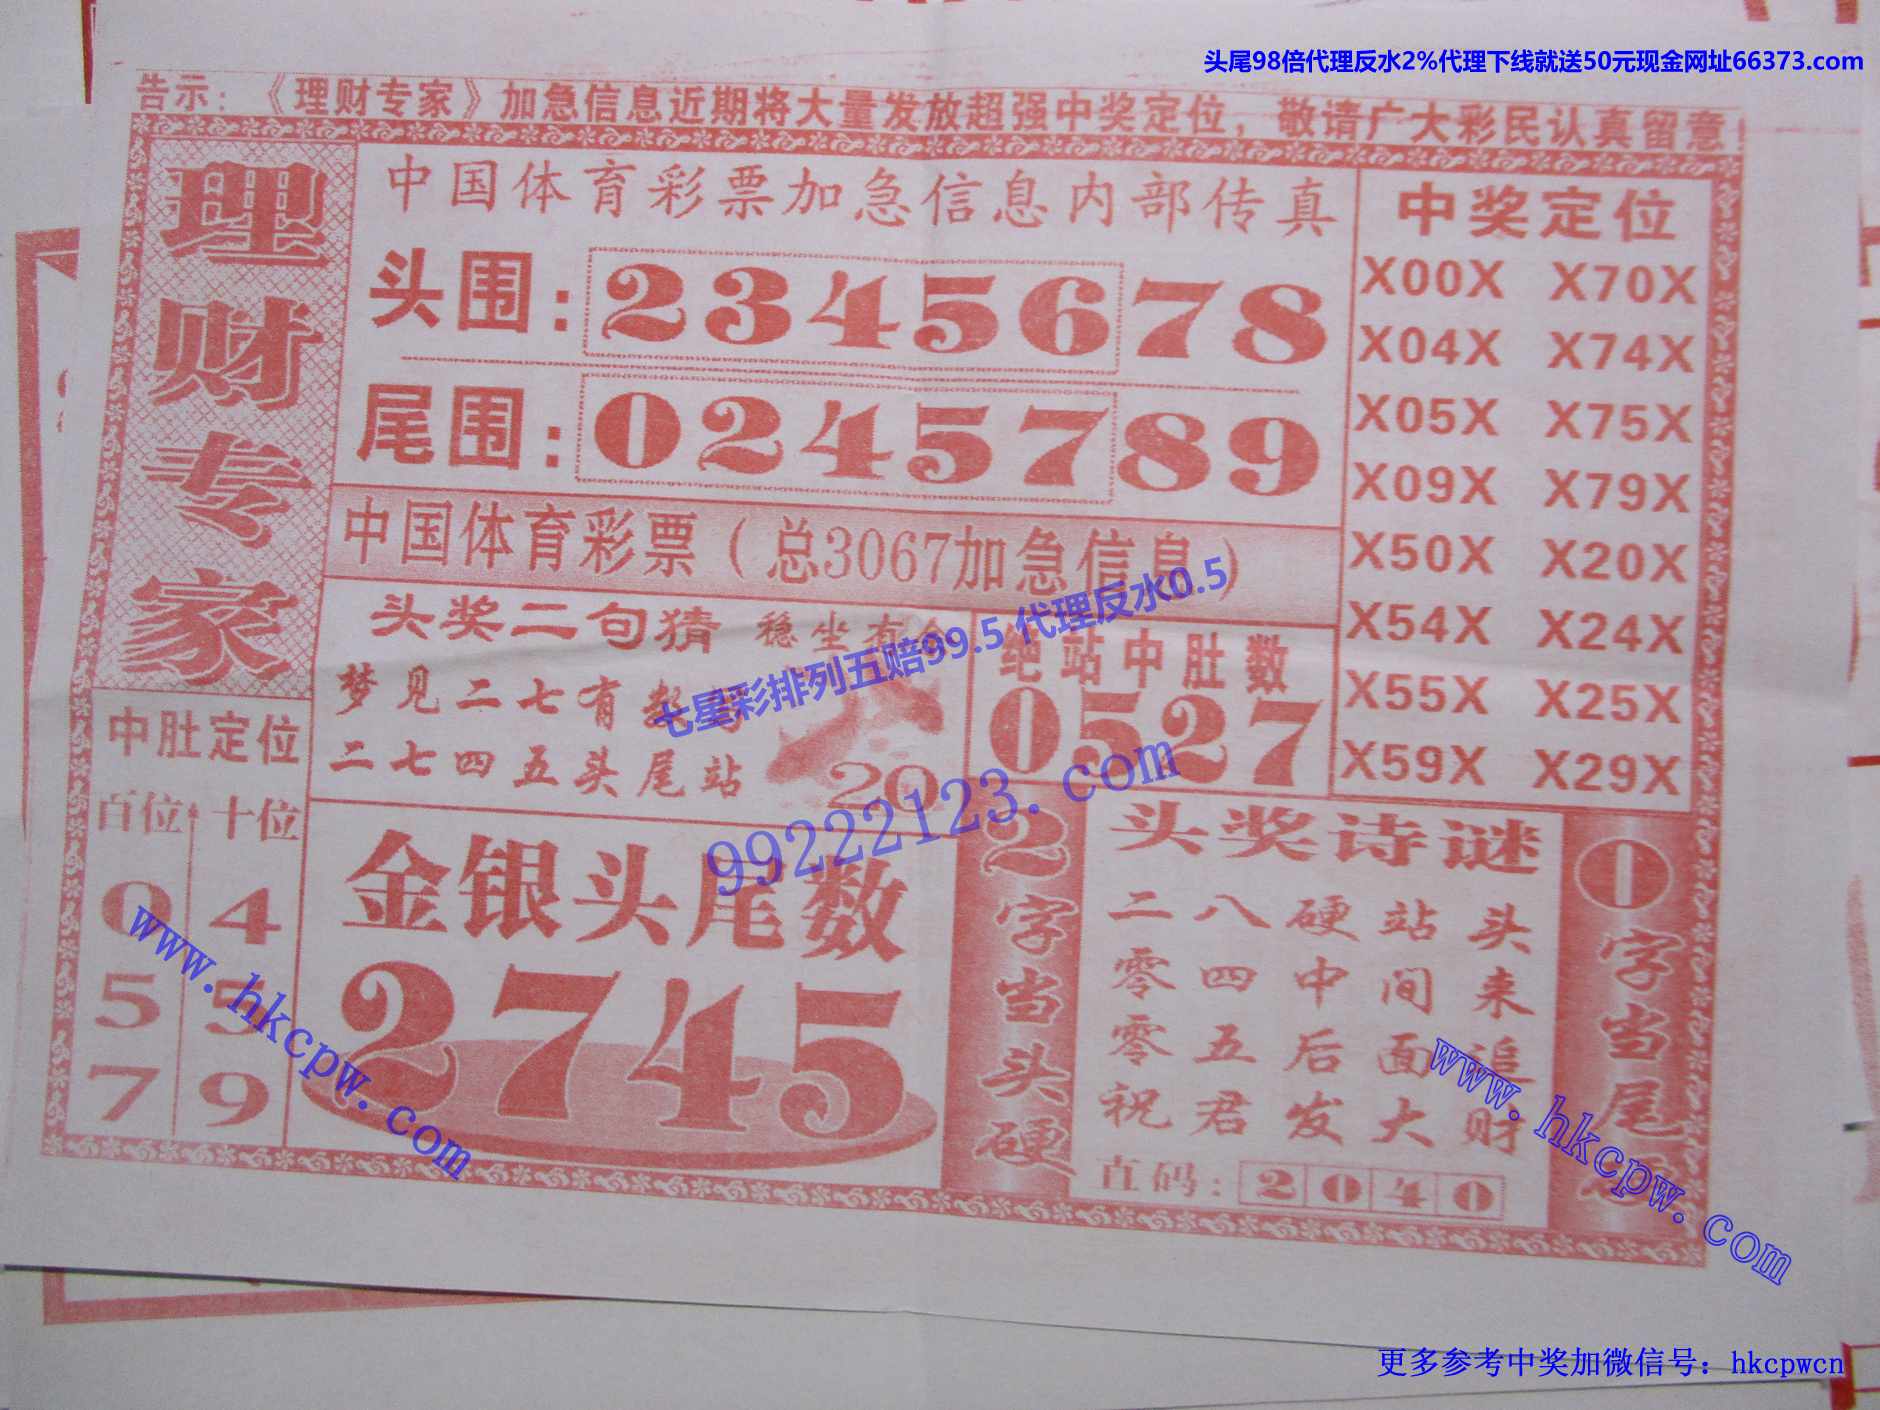 头尾98倍代理反水2%代理下线就送50元现金网址66373.com
告示：《理财专家》加急信息近期将大量发放超强中奖定位，敬请广大彩民认真留意！
理财专家
中国体育彩票加急信息内部传真
头围：2345678
尾围：0245789
中国体育彩票（总3067加急信息）
中奖定位
X00X X70X
X04X X74X
X05X X75X
X09X X79X
X50X X20X
X54X X24X
X55X X25X
X59X X29X
头奖二句猜 稳坐有
梦见二七有
二七四五头尾站
20
七星彩排列五赔99.5 代理反水0.5
99222123.com
绝站中肚数
0527
中肚定位
百位 十位
0 4
5 5
7 9
金银头尾数
2745
2字当头硬
头奖诗谜
二八硬站头
零四中间来
零五后面追
祝君发大财
直码：2040
0字当尾
www.hkcpw.com
www.hkcpw.com
更多参考中奖加微信号：hkcpwcn